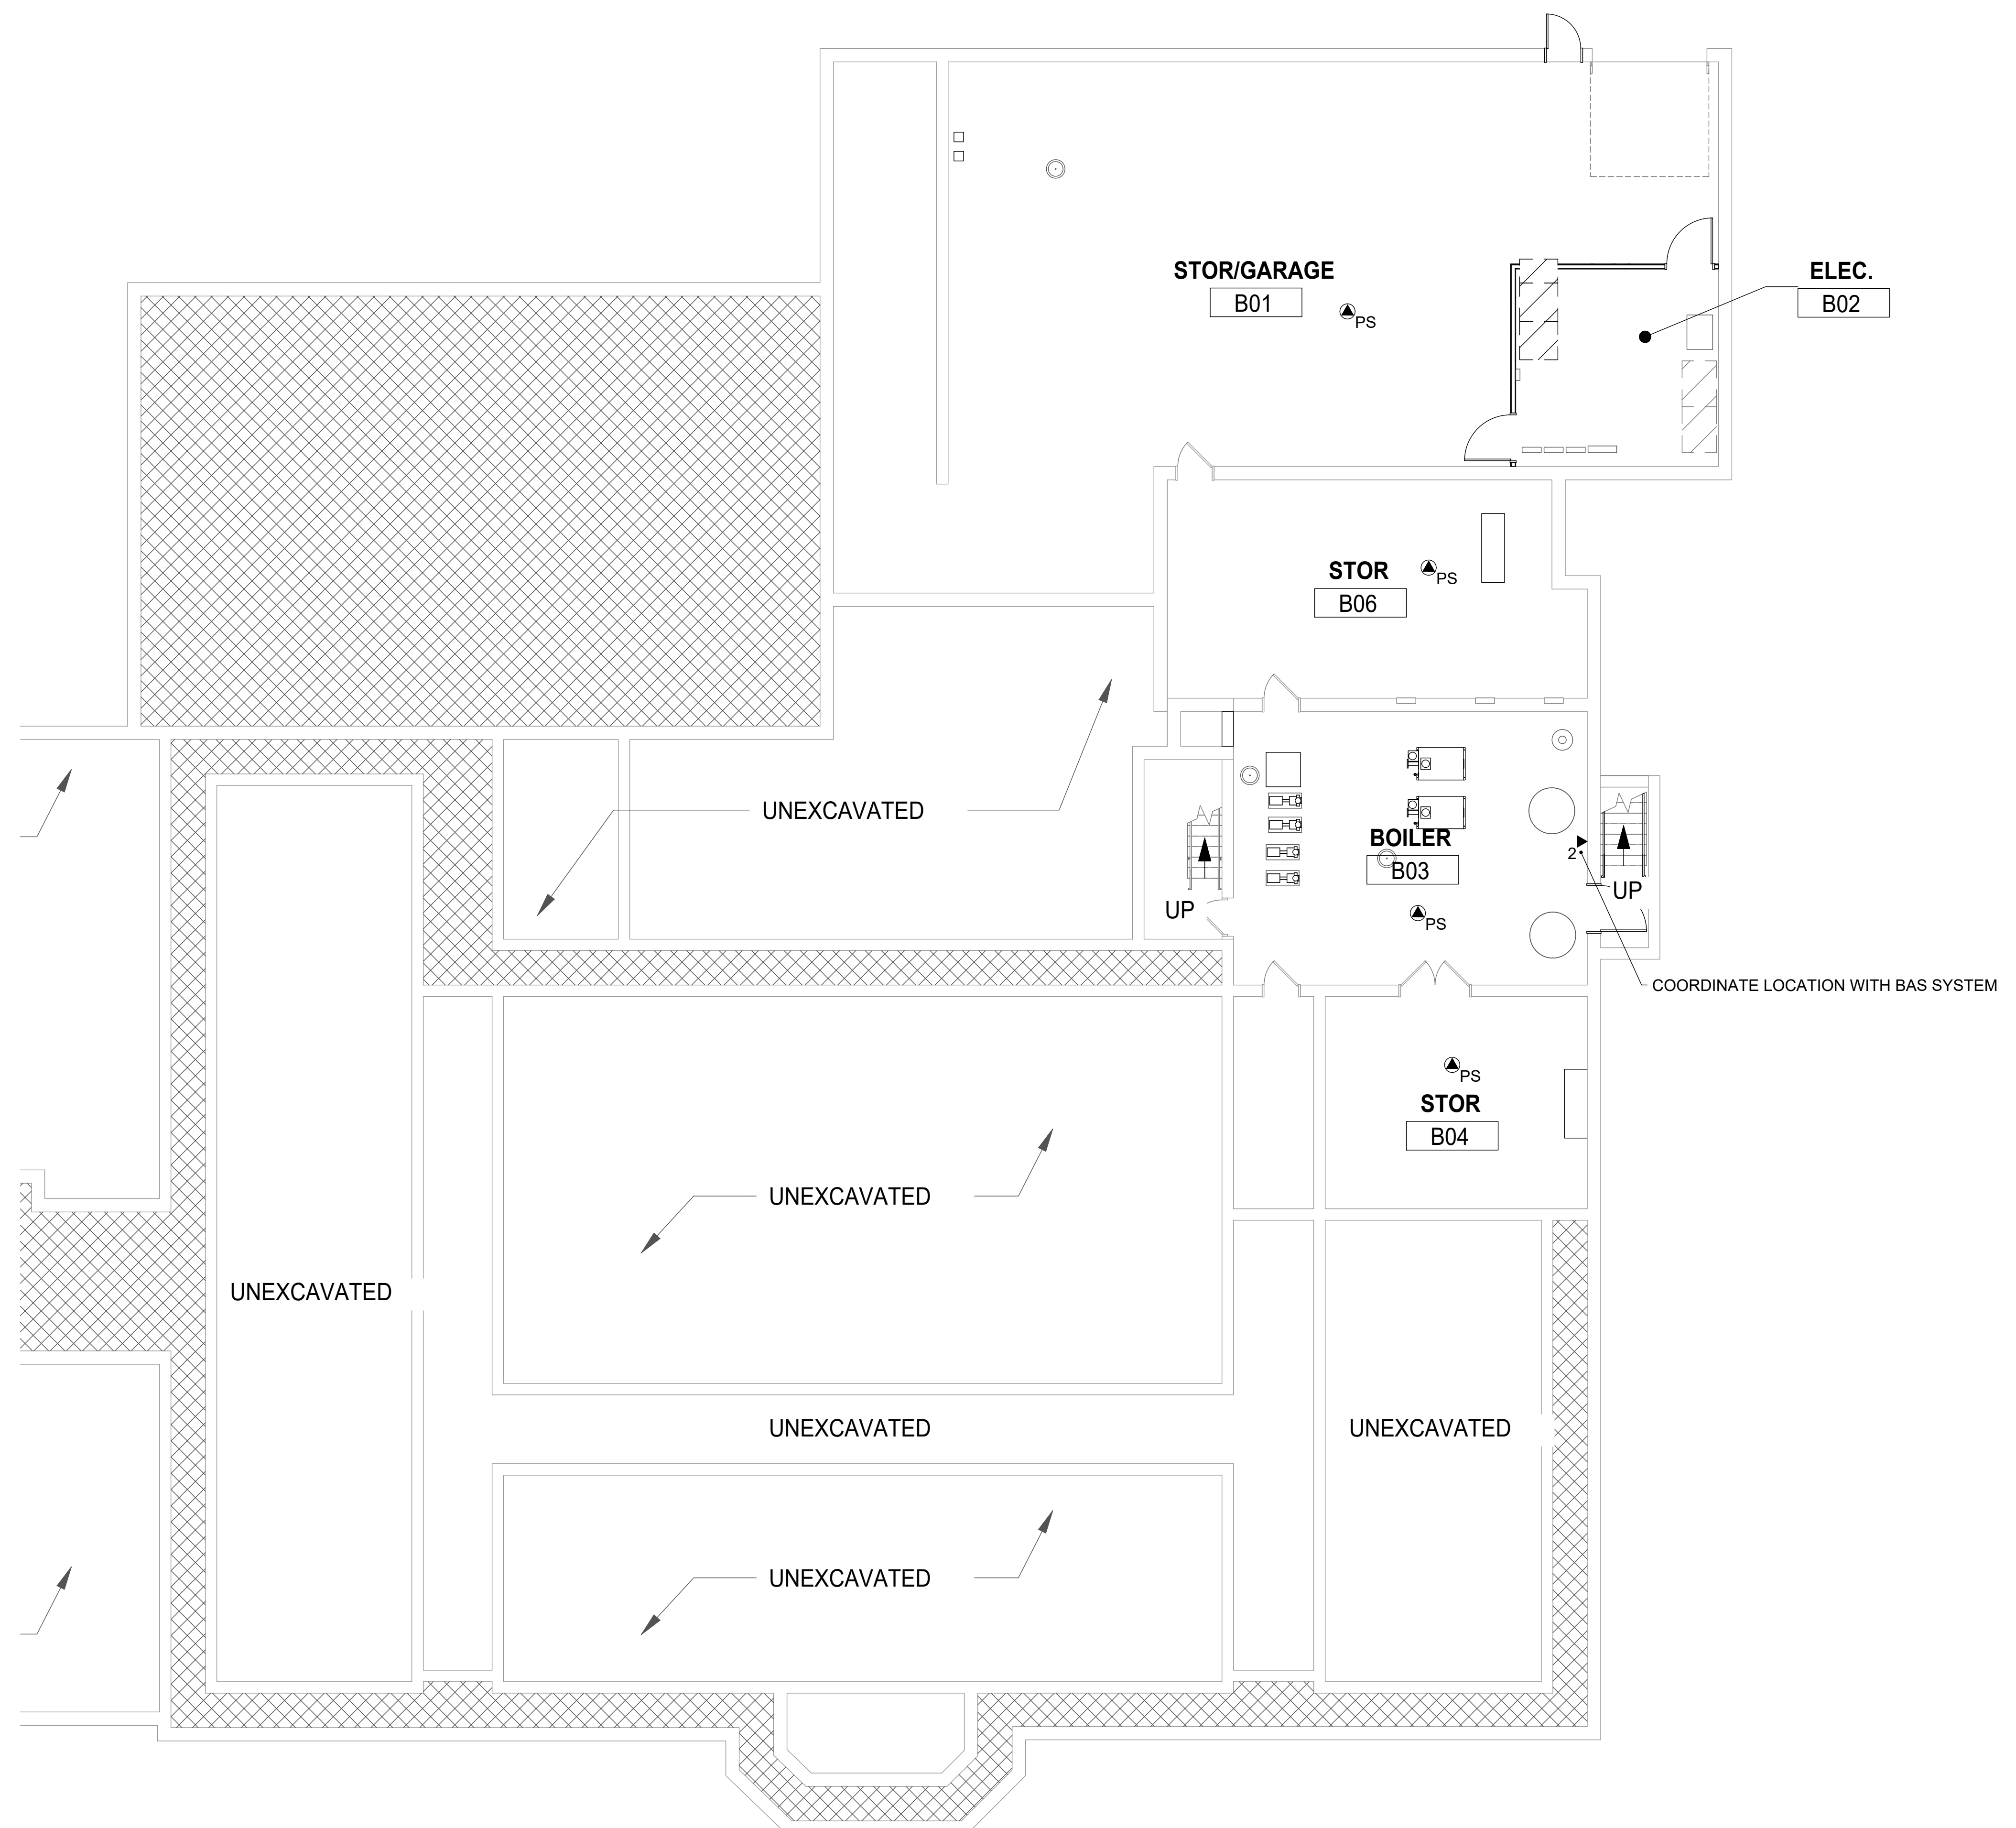 STOR/GARAGE
B01
PS
ELEC.
B02
STOR
B06
PS
UNEXCAVATED
BOILER
B03
2
UP
UP
PS
COORDINATE LOCATION WITH BAS SYSTEM
PS
STOR
B04
UNEXCAVATED
UNEXCAVATED
UNEXCAVATED
UNEXCAVATED
UNEXCAVATED